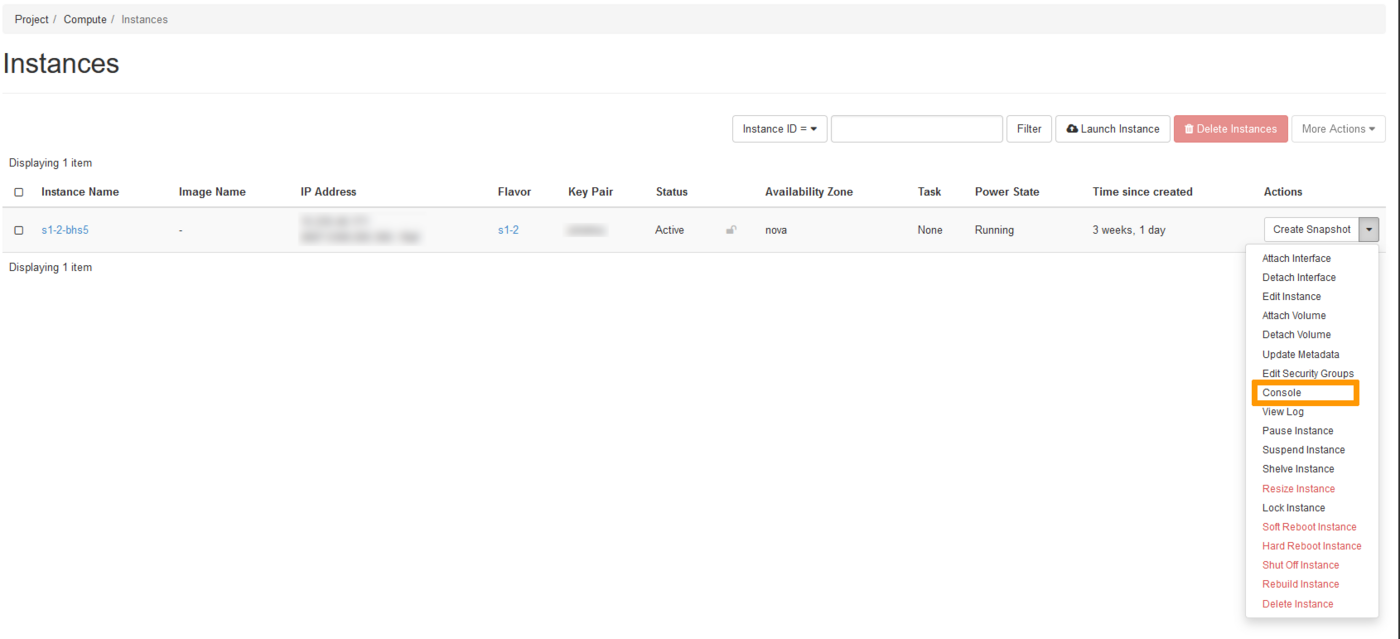 Project / Compute / Instances
Instances
Instance ID = Filter Launch Instance Delete Instances More Actions
Displaying 1 item
Instance Name Image Name IP Address Flavor Key Pair Status Availability Zone Task Power State Time since created Actions
s1-2-bhs5 - s1-2 Active nova None Running 3 weeks, 1 day Create Snapshot
Displaying 1 item
Attach Interface
Detach Interface
Edit Instance
Attach Volume
Detach Volume
Update Metadata
Edit Security Groups
Console
View Log
Pause Instance
Suspend Instance
Shelve Instance
Resize Instance
Lock Instance
Soft Reboot Instance
Hard Reboot Instance
Shut Off Instance
Rebuild Instance
Delete Instance